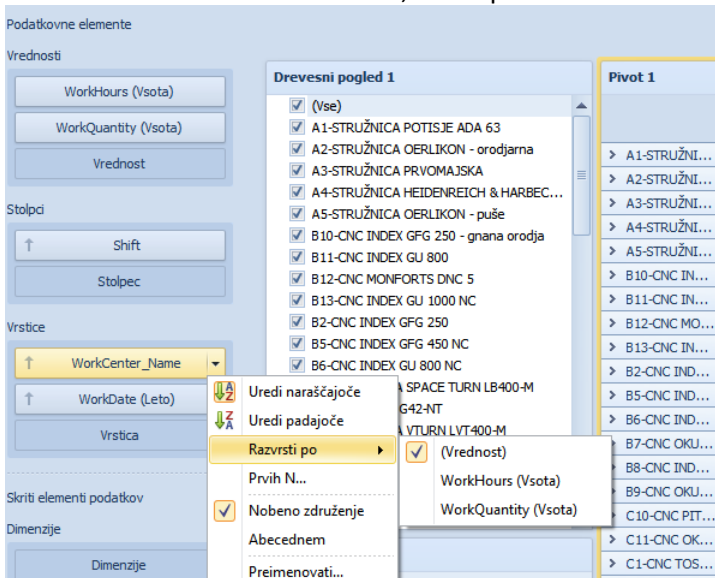 Podatkovne elemente
Vrednosti
WorkHours (Vsota)
WorkQuantity (Vsota)
Vrednost
Stolpci
Shift
Stolpec
Vrstice
WorkCenter_Name
WorkDate (Leto)
Vrstica
Skriti elementi podatkov
Dimenzije
Dimenzije
Drevesni pogled 1
(Vse)
A1-STRUŽNICA POTISJE ADA 63
A2-STRUŽNICA OERLIKON - orodjarna
A3-STRUŽNICA PRVOMAJSKA
A4-STRUŽNICA HEIDENREICH & HARBEC...
A5-STRUŽNICA OERLIKON - puše
B10-CNC INDEX GFG 250 - gnana orodja
B11-CNC INDEX GU 800
B12-CNC MONFORTS DNC 5
B13-CNC INDEX GU 1000 NC
B2-CNC INDEX GFG 250
B5-CNC INDEX GFG 450 NC
B6-CNC INDEX GU 800 NC
A SPACE TURN LB400-M
G42-NT
A VTURN LVT400-M
Uredi naraščajoče
Uredi padajoče
Razvrsti po
Prvih N...
Nobeno združenje
Abecednem
Preimenovati...
(Vrednost)
WorkHours (Vsota)
WorkQuantity (Vsota)
Pivot 1
A1-STRUŽNI...
A2-STRUŽNI...
A3-STRUŽNI...
A4-STRUŽNI...
A5-STRUŽNI...
B10-CNC IN...
B11-CNC IN...
B12-CNC MO...
B13-CNC IN...
B2-CNC IND...
B5-CNC IND...
B6-CNC IND...
B7-CNC OKU...
B8-CNC IND...
B9-CNC OKU...
C10-CNC PIT...
C11-CNC OK...
C1-CNC TOS...